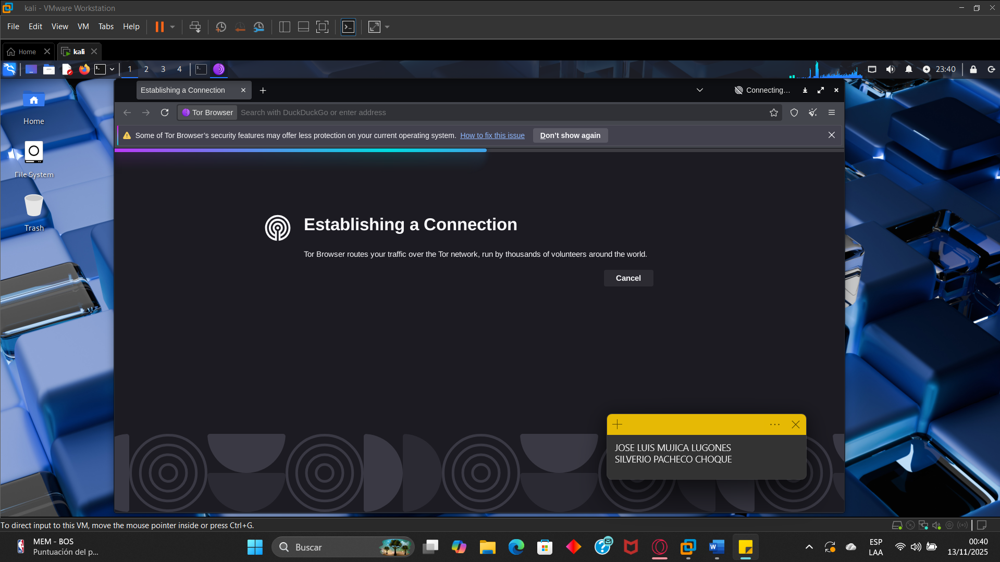 kali - VMware Workstation
File Edit View VM Tabs Help
Home kali
1 2 3 4 23:40
Establishing a Connection Connecting...
Tor Browser Search with DuckDuckGo or enter address
Some of Tor Browser's security features may offer less protection on your current operating system. How to fix this issue Don't show again
Home
File System
Trash
Establishing a Connection
Tor Browser routes your traffic over the Tor network, run by thousands of volunteers around the world.
Cancel
JOSE LUIS MUJICA LUGONES
SILVERIO PACHECO CHOQUE
To direct input to this VM, move the mouse pointer inside or press Ctrl+G.
MEM - BOS
Puntuación del p...
Buscar
ESP
LAA
00:40
13/11/2025